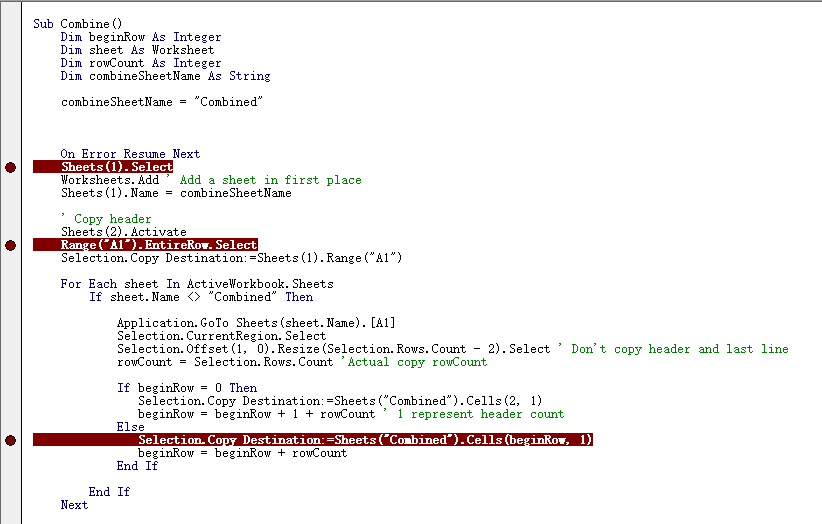 Sub Combine()
Dim beginRow As Integer
Dim sheet As Worksheet
Dim rowCount As Integer
Dim combineSheetName As String
combineSheetName = "Combined"
On Error Resume Next
Sheets(1).Select
Worksheets.Add ' Add a sheet in first place
Sheets(1).Name = combineSheetName
' Copy header
Sheets(2).Activate
Range("A1").EntireRow.Select
Selection.Copy Destination:=Sheets(1).Range("A1")
For Each sheet In ActiveWorkbook.Sheets
If sheet.Name <> "Combined" Then
Application.GoTo Sheets(sheet.Name).[A1]
Selection.CurrentRegion.Select
Selection.Offset(1, 0).Resize(Selection.Rows.Count - 2).Select ' Don't copy header and last line
rowCount = Selection.Rows.Count 'Actual copy rowCount
If beginRow = 0 Then
Selection.Copy Destination:=Sheets("Combined").Cells(2, 1)
beginRow = beginRow + 1 + rowCount ' 1 represent header count
Else
Selection.Copy Destination:=Sheets("Combined").Cells(beginRow, 1)
beginRow = beginRow + rowCount
End If
End If
Next